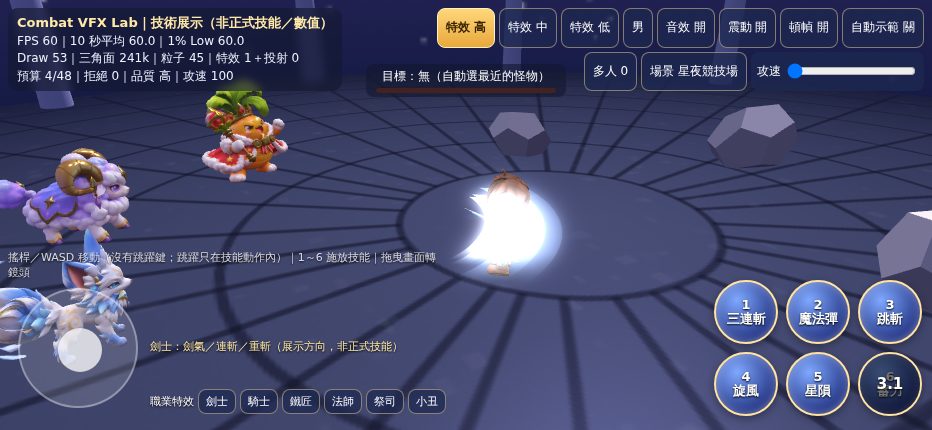 Combat VFX Lab｜技術展示（非正式技能／數值）
FPS 60｜10 秒平均 60.0｜1% Low 60.0
Draw 53｜三角面 241k｜粒子 45｜特效 1＋投射 0
預算 4/48｜拒絕 0｜品質 高｜攻速 100
特效 高
特效 中
特效 低
男
音效 開
震動 開
頓幀 開
自動示範 關
目標：無（自動選最近的怪物）
多人 0
場景 星夜競技場
攻速
搖桿／WASD 移動（沒有跳躍鍵；跳躍只在技能動作內）｜1～6 施放技能｜拖曳畫面轉
鏡頭
1
三連斬
2
魔法彈
3
跳斬
劍士：劍氣／連斬／重斬（展示方向，非正式技能）
4
旋風
5
星隕
6
3.1
職業特效
劍士
騎士
鐵匠
法師
祭司
小丑